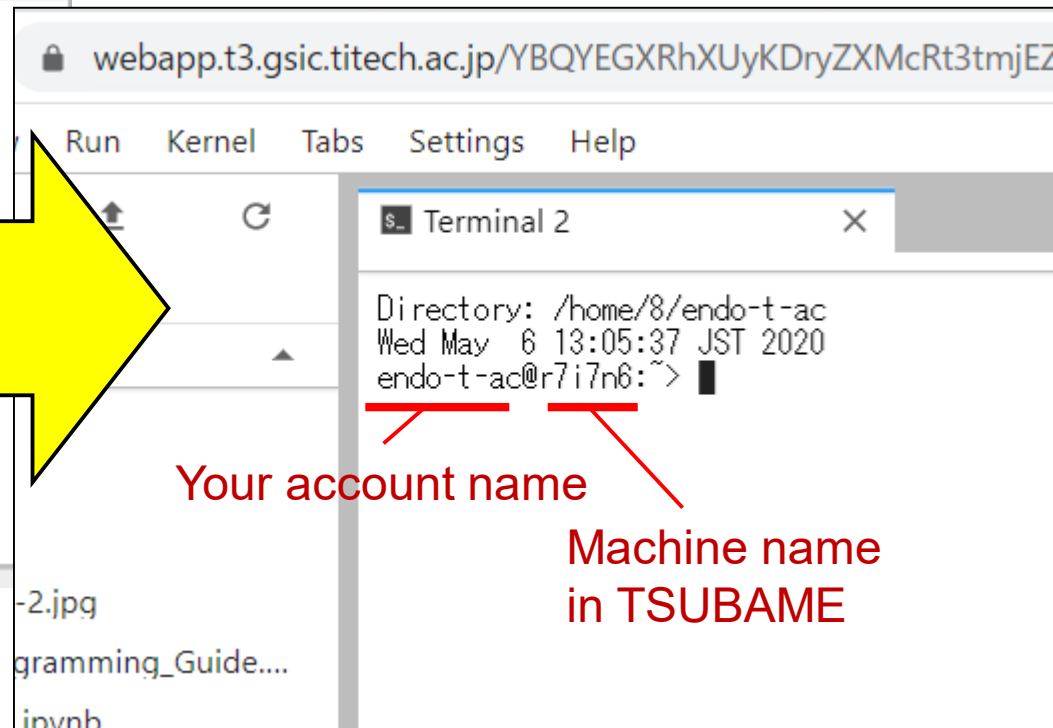 webapp.t3.gsic.titech.ac.jp/YBQYEGXRhXUyKDryZXMcRt3tmjEZ
Run Kernel Tabs Settings Help
$_ Terminal 2 ×
Directory: /home/8/endo-t-ac
Wed May 6 13:05:37 JST 2020
endo-t-ac@r7i7n6:~>
Your account name
Machine name
in TSUBAME
-2.jpg
gramming_Guide....
ipynb